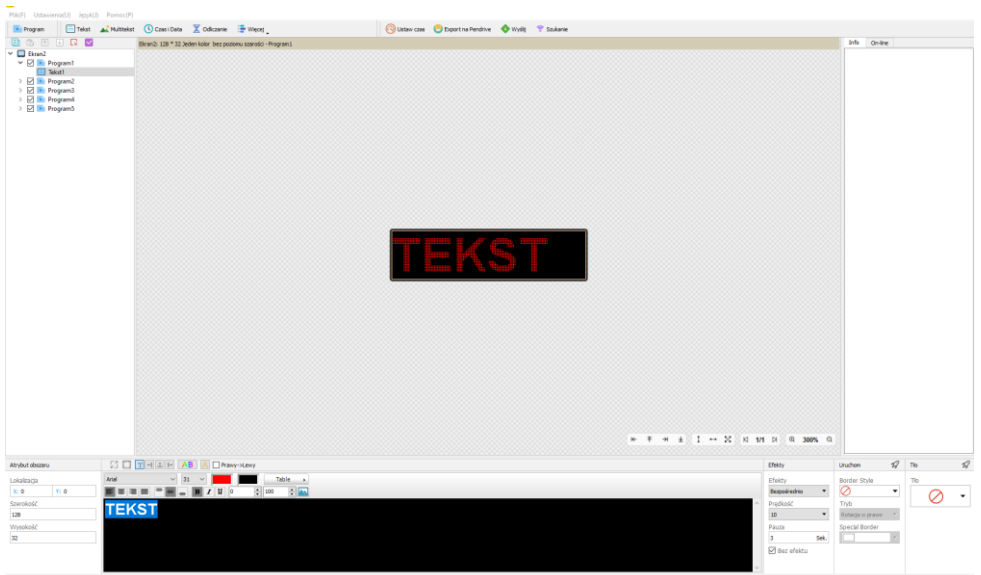 Plik(F) Ustawienia(U) Język(J) Pomoc(P)
Program Tekst Multitekst Czas i Data Odliczanie Więcej Ustaw czas Export na Pendrive Wyślij Szukanie
Ekran2: 128 * 32 Jeden kolor bez poziomu szarości - Program1
Info On-line
Ekran2
Program1
Tekst1
Program2
Program3
Program4
Program5
TEKST
1/1 300%
Atrybut obszaru
AB Prawy->Lewy
Efekty Uruchom Tło
Lokalizacja
X: 0 Y: 0
Szerokość
128
Wysokość
32
Arial 31 Table
B I U 0 100
TEKST
Efekty
Bezpośrednio
Prędkość
10
Pauza
3 Sek.
Bez efektu
Border Style
Tryb
Rotacja w prawo
Special Border
Tło